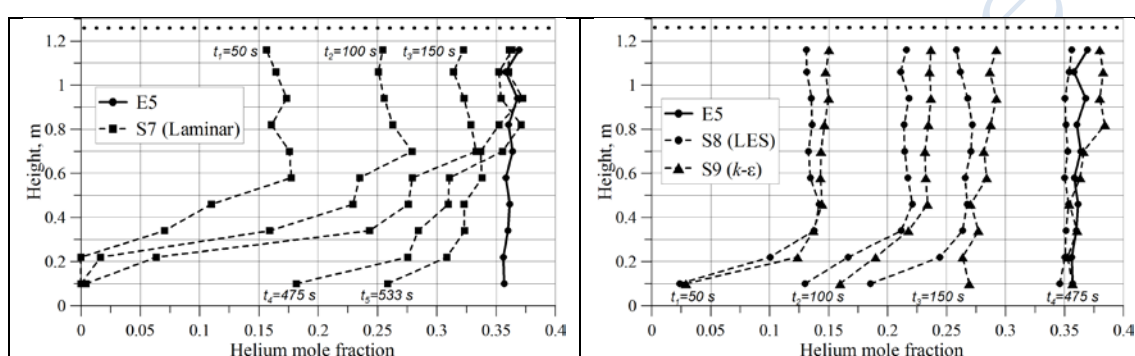 t₁=50 s
t₂=100 s
t₃=150 s
E5
S7 (Laminar)
t₄=475 s
t₅=533 s
Height, m
0
0.2
0.4
0.6
0.8
1
1.2
0
0.05
0.1
0.15
0.2
0.25
0.3
0.35
0.4
Helium mole fraction
E5
S8 (LES)
S9 (k-ε)
t₁=50 s
t₂=100 s
t₃=150 s
t₄=475 s
Height, m
0
0.2
0.4
0.6
0.8
1
1.2
0
0.05
0.1
0.15
0.2
0.25
0.3
0.35
0.4
Helium mole fraction